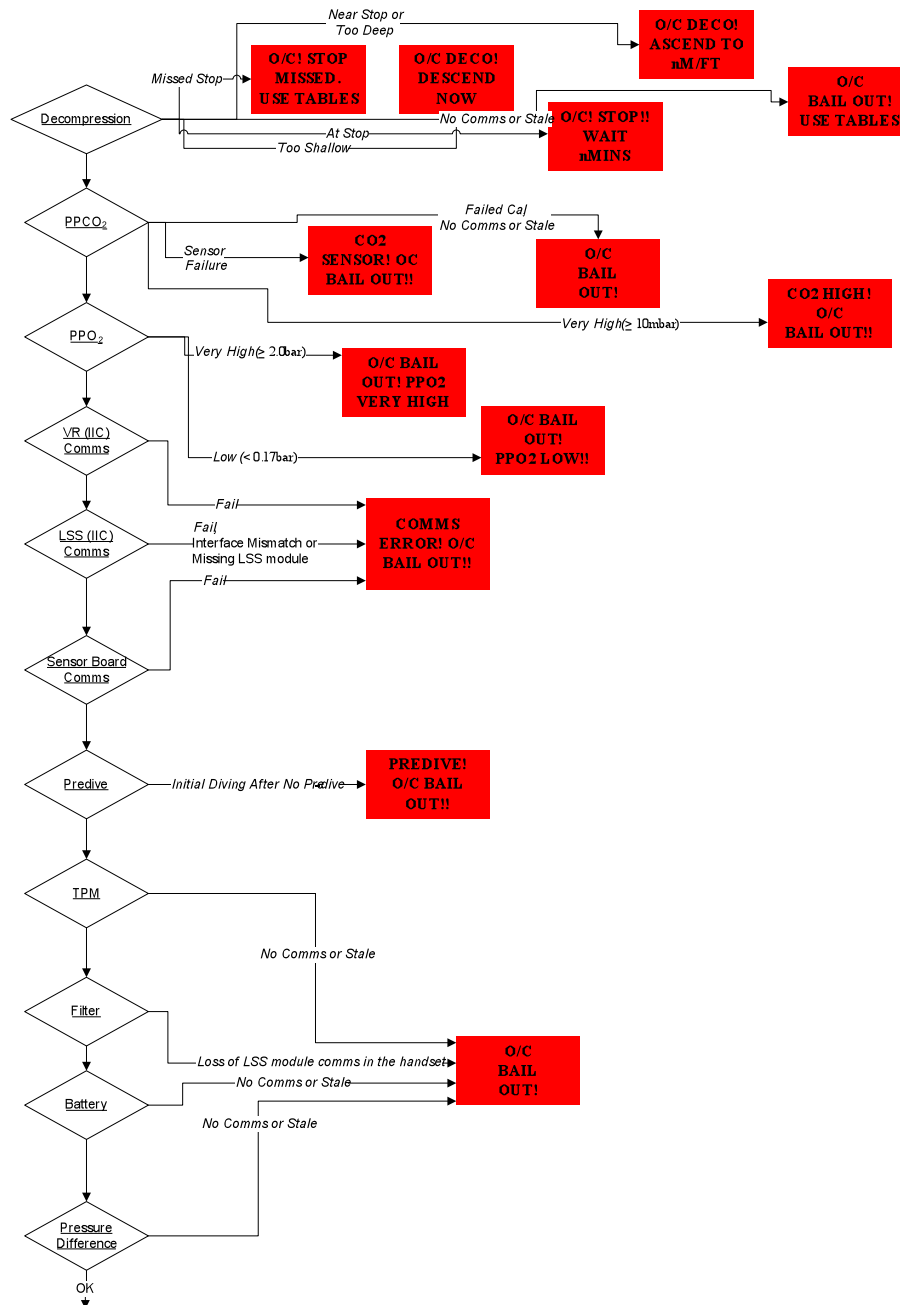 Near Stop or
Too Deep
O/C DECO!
ASCEND TO
nM/FT
O/C! STOP
MISSED.
USE TABLES
O/C DECO!
DESCEND
NOW
Missed Stop
O/C
BAIL OUT!
USE TABLES
Decompression
No Comms or Stale
O/C! STOP!!
WAIT
nMINS
At Stop
Too Shallow
PPCO2
Failed Cal,
No Comms or Stale
Sensor
Failure
CO2
SENSOR! OC
BAIL OUT!!
O/C
BAIL
OUT!
CO2 HIGH!
O/C
BAIL OUT!!
Very High(≥ 10mbar)
PPO2
Very High(≥ 2.0bar)
O/C BAIL
OUT! PPO2
VERY HIGH
O/C BAIL
OUT!
PPO2 LOW!!
Low (< 0.17bar)
VR (IIC)
Comms
Fail
LSS (IIC)
Comms
Fail,
Interface Mismatch or
Missing LSS module
COMMS
ERROR! O/C
BAIL OUT!!
Fail
Sensor Board
Comms
Predive
Initial Diving After No Predive
PREDIVE!
O/C BAIL
OUT!!
TPM
No Comms or Stale
Filter
Loss of LSS module comms in the handset
O/C
BAIL
OUT!
Battery
No Comms or Stale
No Comms or Stale
Pressure
Difference
OK